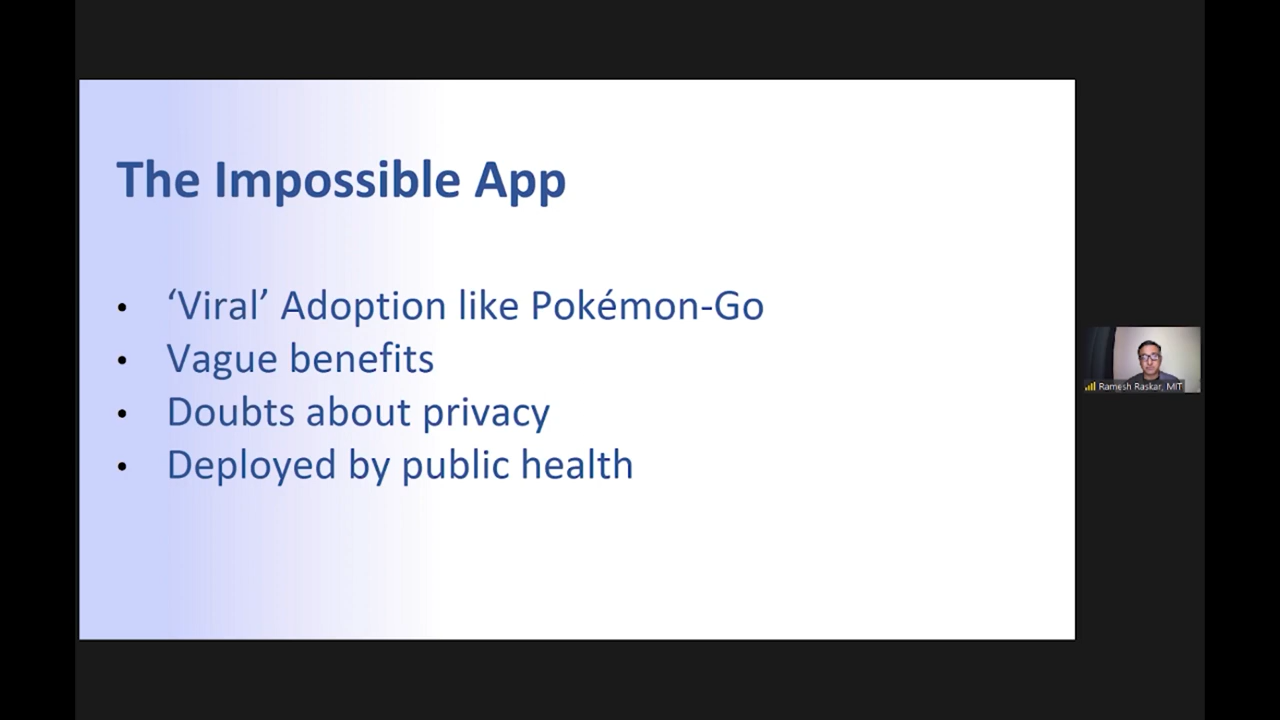 The Impossible App
• ‘Viral’ Adoption like Pokémon-Go
• Vague benefits
• Doubts about privacy
• Deployed by public health
Ramesh Raskar, MIT